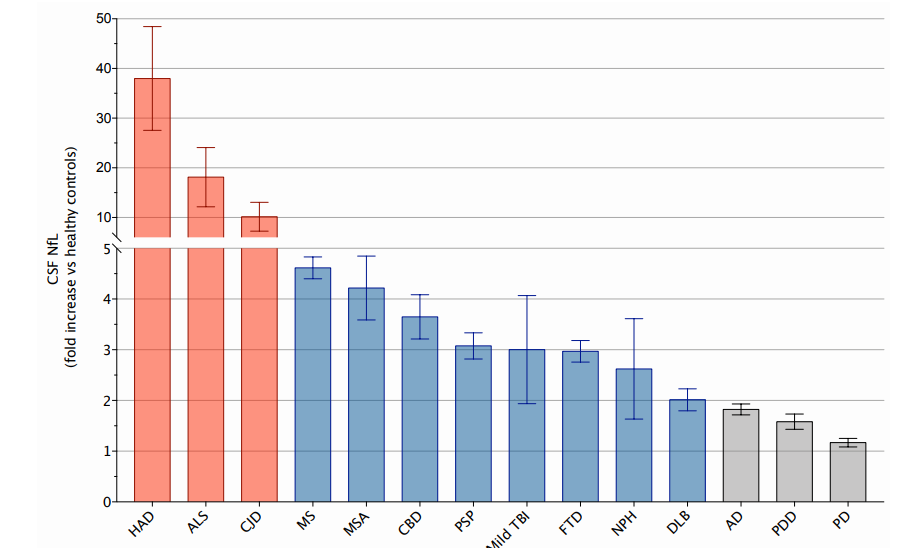 50
40
30
20
10
5
4
3
2
1
0
CSF NfL
(fold increase vs healthy controls)
HAD
ALS
CJD
MS
MSA
CBD
PSP
Mild TBI
FTD
NPH
DLB
AD
PDD
PD